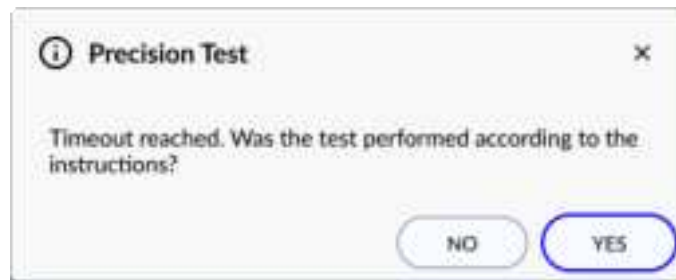 Precision Test
Timeout reached. Was the test performed according to the
instructions?
NO
YES